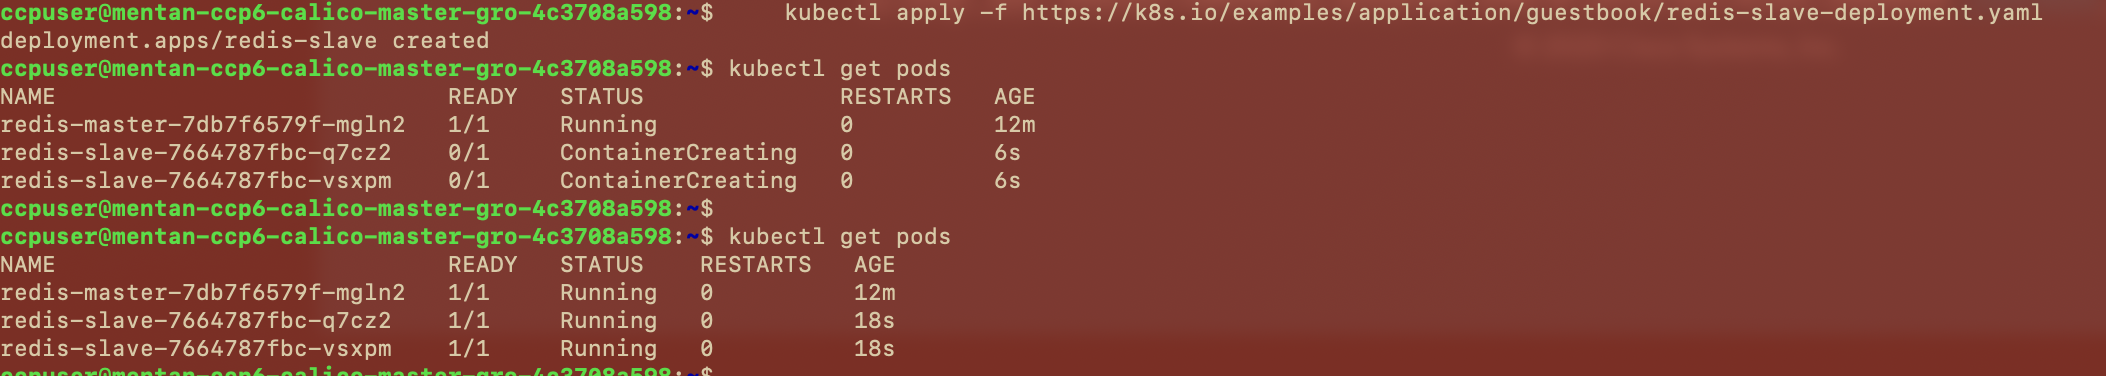 ccpuser@mentan-ccp6-calico-master-gro-4c3708a598:~$     kubectl apply -f https://k8s.io/examples/application/guestbook/redis-slave-deployment.yaml
deployment.apps/redis-slave created
ccpuser@mentan-ccp6-calico-master-gro-4c3708a598:~$ kubectl get pods
NAME                            READY   STATUS              RESTARTS   AGE
redis-master-7db7f6579f-mgln2   1/1     Running             0          12m
redis-slave-7664787fbc-q7cz2    0/1     ContainerCreating   0          6s
redis-slave-7664787fbc-vsxpm    0/1     ContainerCreating   0          6s
ccpuser@mentan-ccp6-calico-master-gro-4c3708a598:~$
ccpuser@mentan-ccp6-calico-master-gro-4c3708a598:~$ kubectl get pods
NAME                            READY   STATUS    RESTARTS   AGE
redis-master-7db7f6579f-mgln2   1/1     Running   0          12m
redis-slave-7664787fbc-q7cz2    1/1     Running   0          18s
redis-slave-7664787fbc-vsxpm    1/1     Running   0          18s
ccpuser@mentan-ccp6-calico-master-gro-4c3708a598:~$